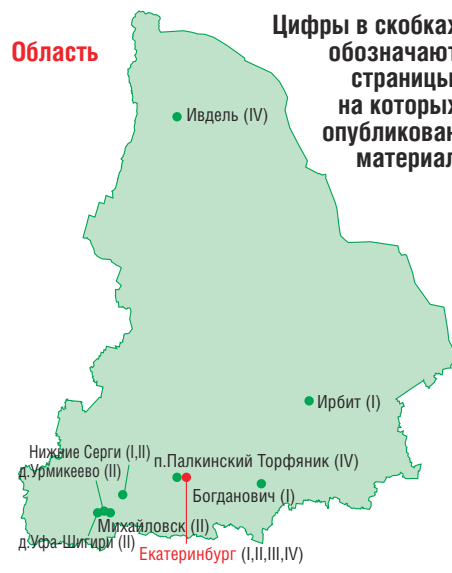 Область
Цифры в скобках
обозначают
страницы,
на которых
опубликован
материал
Ивдель (IV)
Ирбит (I)
Нижние Серги (I,II)
п.Палкинский Торфяник (IV)
д.Урмикеево (II)
Богданович (I)
Михайловск (II)
д.Уфа-Шигири (II)
Екатеринбург (I,II,III,IV)